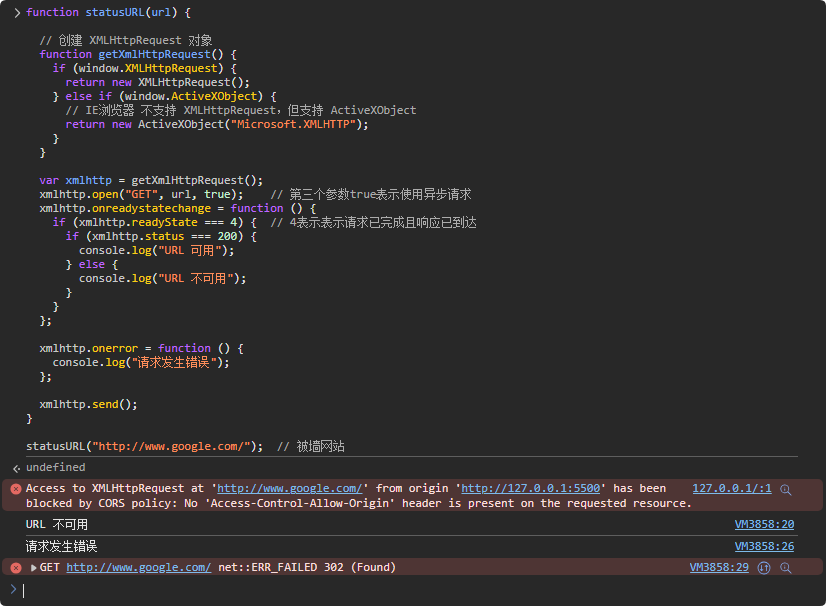 function statusURL(url) {
// 创建 XMLHttpRequest 对象
function getXmlHttpRequest() {
if (window.XMLHttpRequest) {
return new XMLHttpRequest();
} else if (window.ActiveXObject) {
// IE浏览器 不支持 XMLHttpRequest，但支持 ActiveXObject
return new ActiveXObject("Microsoft.XMLHTTP");
}
}
var xmlhttp = getXmlHttpRequest();
xmlhttp.open("GET", url, true);    // 第三个参数true表示使用异步请求
xmlhttp.onreadystatechange = function () {
if (xmlhttp.readyState === 4) {  // 4表示表示请求已完成且响应已到达
if (xmlhttp.status === 200) {
console.log("URL 可用");
} else {
console.log("URL 不可用");
}
}
};
xmlhttp.onerror = function () {
console.log("请求发生错误");
};
xmlhttp.send();
}
statusURL("http://www.google.com/");  // 被墙网站
undefined
Access to XMLHttpRequest at 'http://www.google.com/' from origin 'http://127.0.0.1:5500' has been 127.0.0.1/:1
blocked by CORS policy: No 'Access-Control-Allow-Origin' header is present on the requested resource.
URL 不可用 VM3858:20
请求发生错误 VM3858:26
GET http://www.google.com/ net::ERR_FAILED 302 (Found) VM3858:29